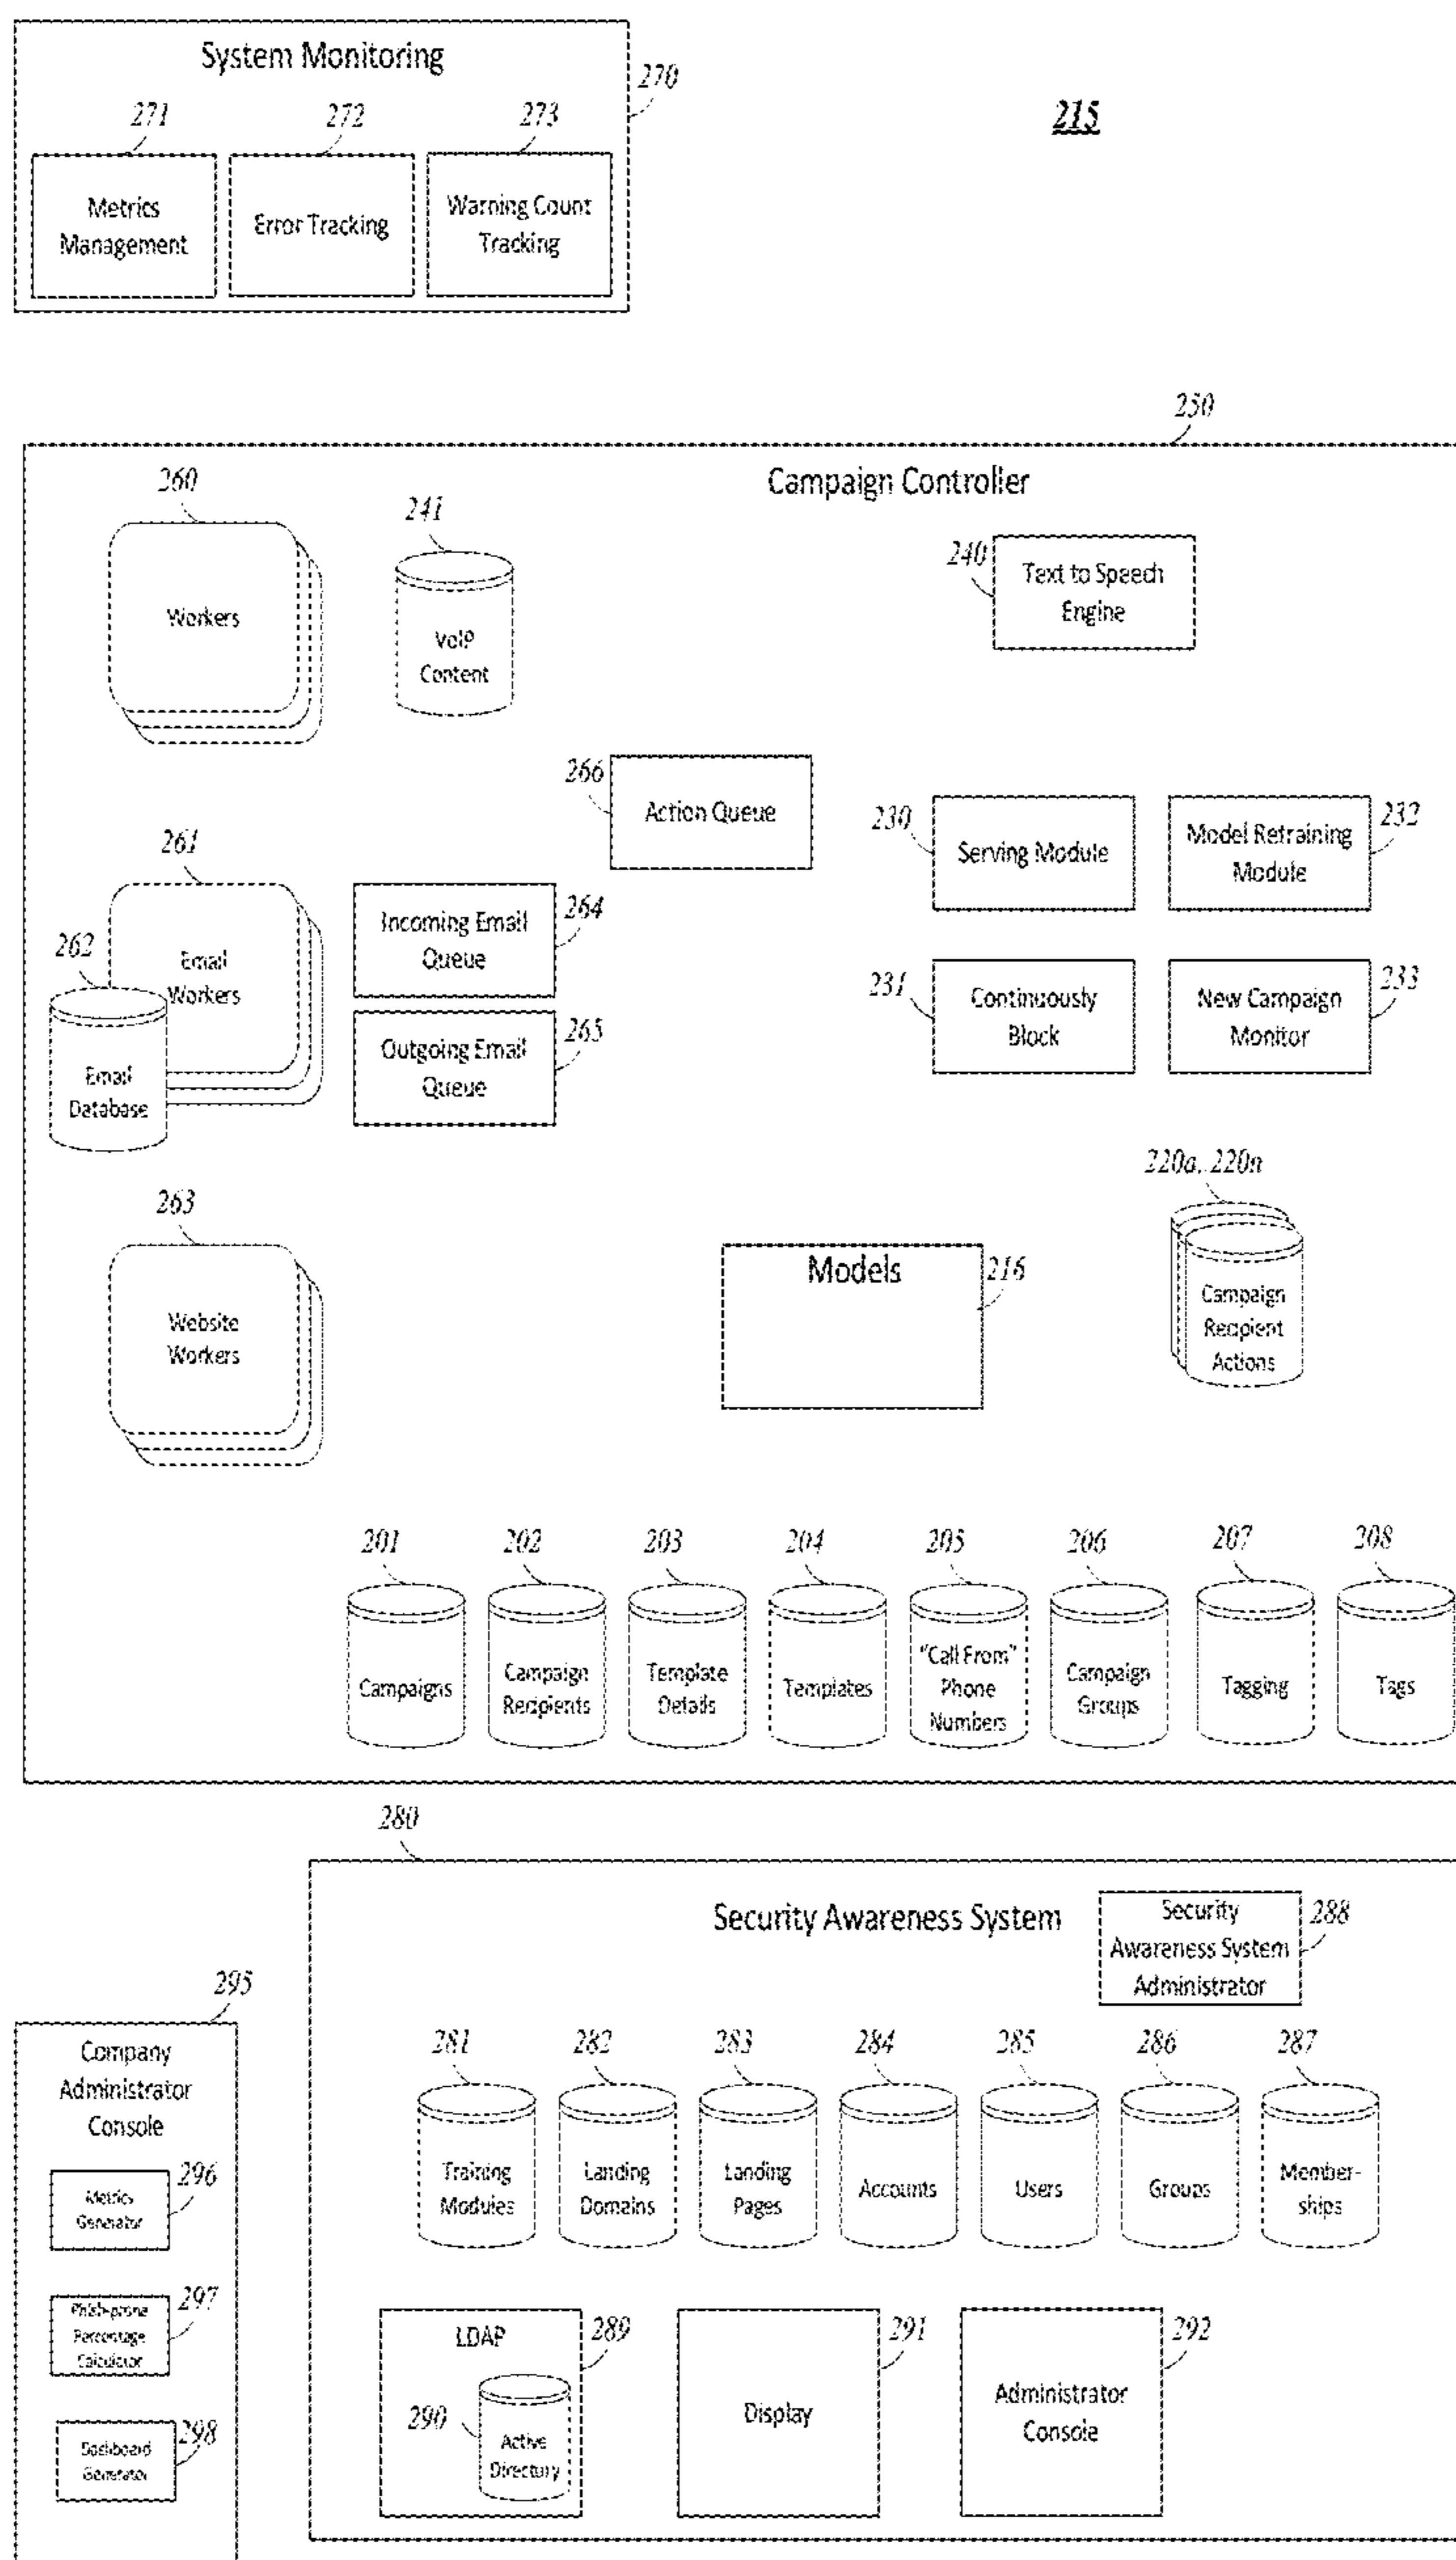 System Monitoring
270
215
271
272
273
Metrics
Management
Error Tracking
Warning Count
Tracking
250
Campaign Controller
260
Workers
241
VoIP
Content
240
Text to Speech
Engine
266
Action Queue
230
Serving Module
Model Retraining
Module
232
261
Email
Workers
262
Email
Database
Incoming Email
Queue
264
Outgoing Email
Queue
265
231
Continuously
Block
New Campaign
Monitor
233
263
Website
Workers
Models
216
220a, 220n
Campaign
Recipient
Actions
201
202
203
204
205
206
207
208
Campaigns
Campaign
Recipients
Template
Details
Templates
"Call From"
Phone
Numbers
Campaign
Groups
Tagging
Tags
280
Security Awareness System
Security
Awareness System
Administrator
288
295
Company
Administrator
Console
Metrics
Generator
296
Phish-prone
Percentage
Calculator
297
Dashboard
Generator
298
281
282
283
284
285
286
287
Training
Modules
Landing
Domains
Landing
Pages
Accounts
Users
Groups
Member-
ships
LDAP
289
290
Active
Directory
Display
291
Administrator
Console
292